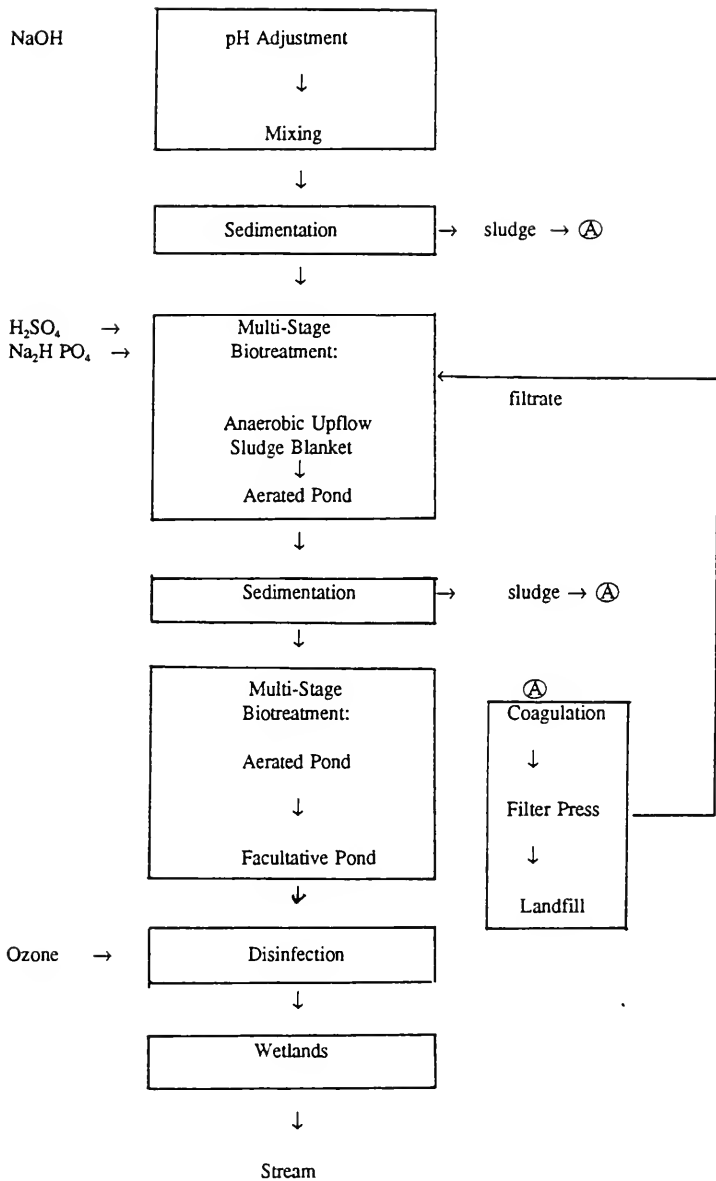 NaOH
pH Adjustment
↓
Mixing
↓
Sedimentation → sludge → Ⓐ
↓
H₂SO₄ →
Na₂H PO₄ →
Multi-Stage
Biotreatment:
filtrate
Anaerobic Upflow
Sludge Blanket
↓
Aerated Pond
↓
Sedimentation → sludge → Ⓐ
↓
Multi-Stage
Biotreatment:
Aerated Pond
↓
Facultative Pond
↓
Ⓐ
Coagulation
↓
Filter Press
↓
Landfill
Ozone → Disinfection
↓
Wetlands
↓
Stream